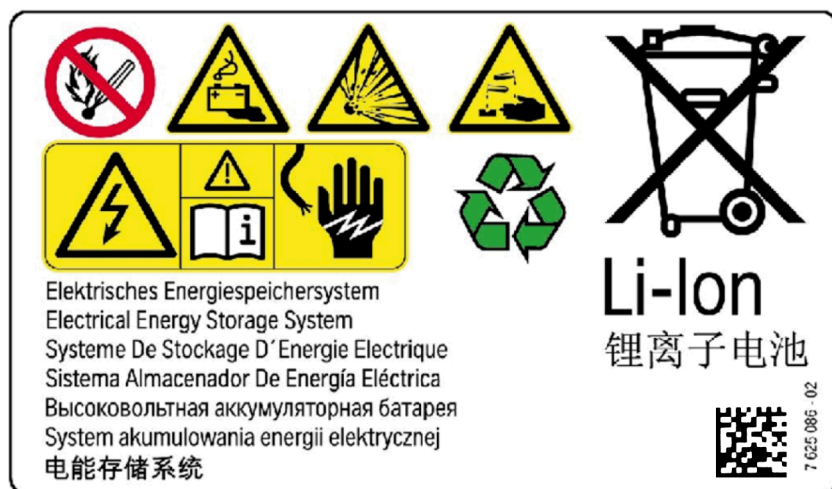 Elektrisches Energiespeichersystem
Electrical Energy Storage System
Systeme De Stockage D´Energie Electrique
Sistema Almacenador De Energía Eléctrica
Высоковольтная аккумуляторная батарея
System akumulowania energii elektrycznej
电能存储系统
Li-Ion
锂离子电池
7 625 086 - 02